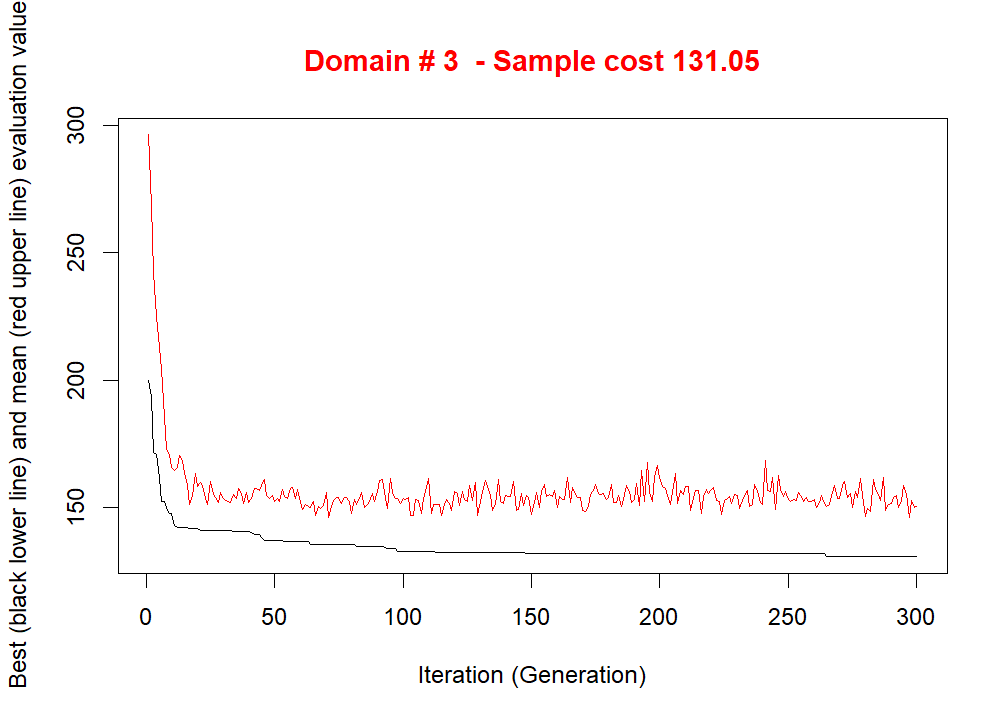 Domain # 3  - Sample cost 131.05
Best (black lower line) and mean (red upper line) evaluation value
300
250
200
150
0 50 100 150 200 250 300
Iteration (Generation)